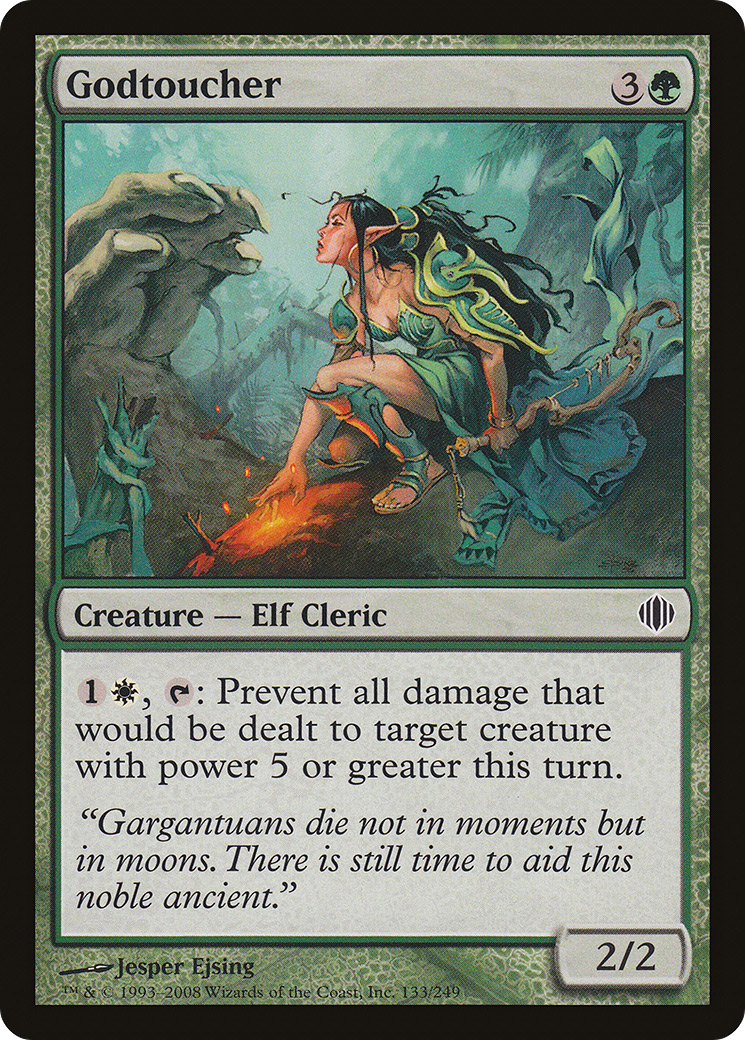 Godtoucher 3
Creature — Elf Cleric
1, : Prevent all damage that
would be dealt to target creature
with power 5 or greater this turn.
“Gargantuans die not in moments but
in moons. There is still time to aid this
noble ancient.”
2/2
Jesper Ejsing
™ & © 1993–2008 Wizards of the Coast, Inc. 133/249